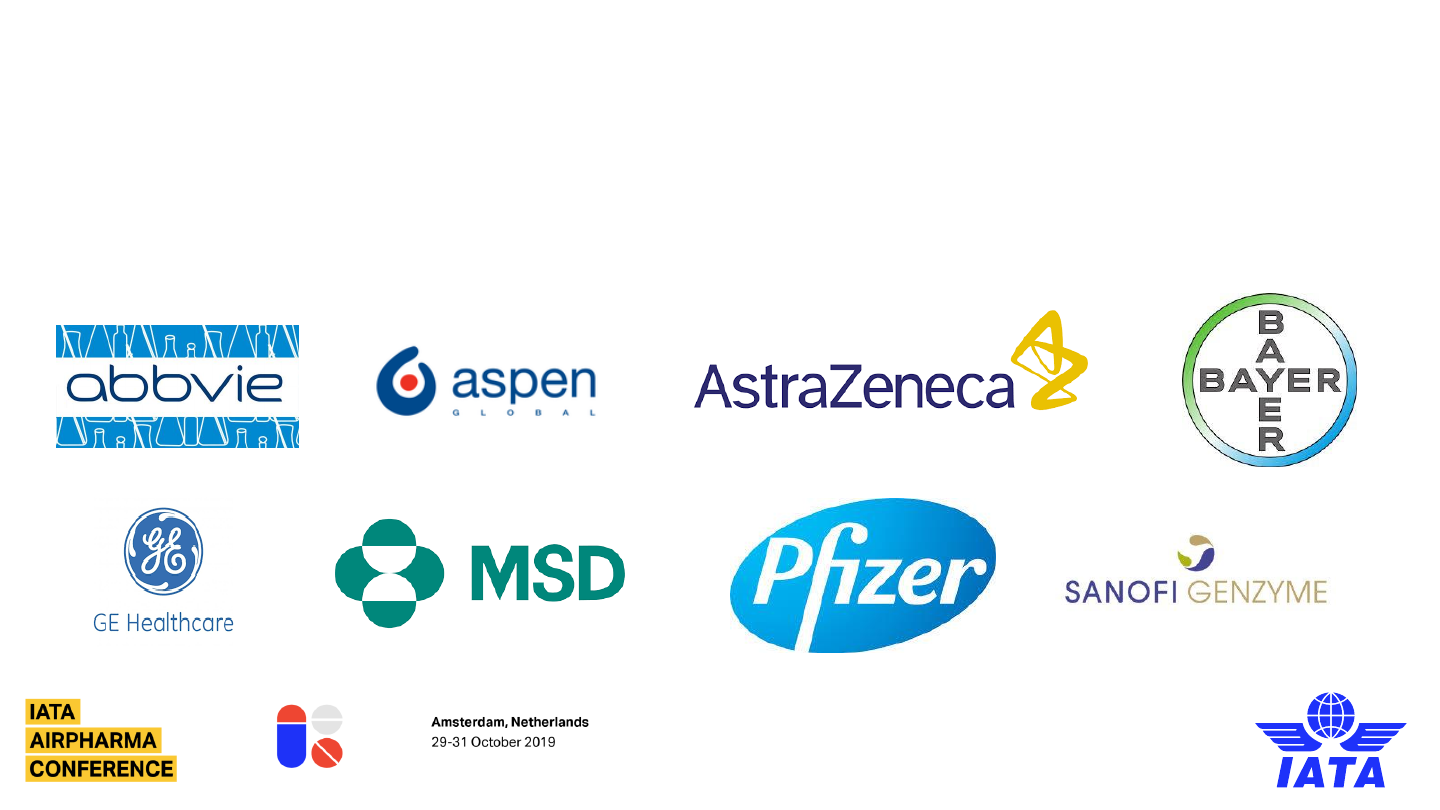 abbvie
aspen
GLOBAL
AstraZeneca
BAYER
BAYER
GE
GE Healthcare
MSD
Pfizer
SANOFI GENZYME
IATA
AIRPHARMA
CONFERENCE
Amsterdam, Netherlands
29-31 October 2019
IATA